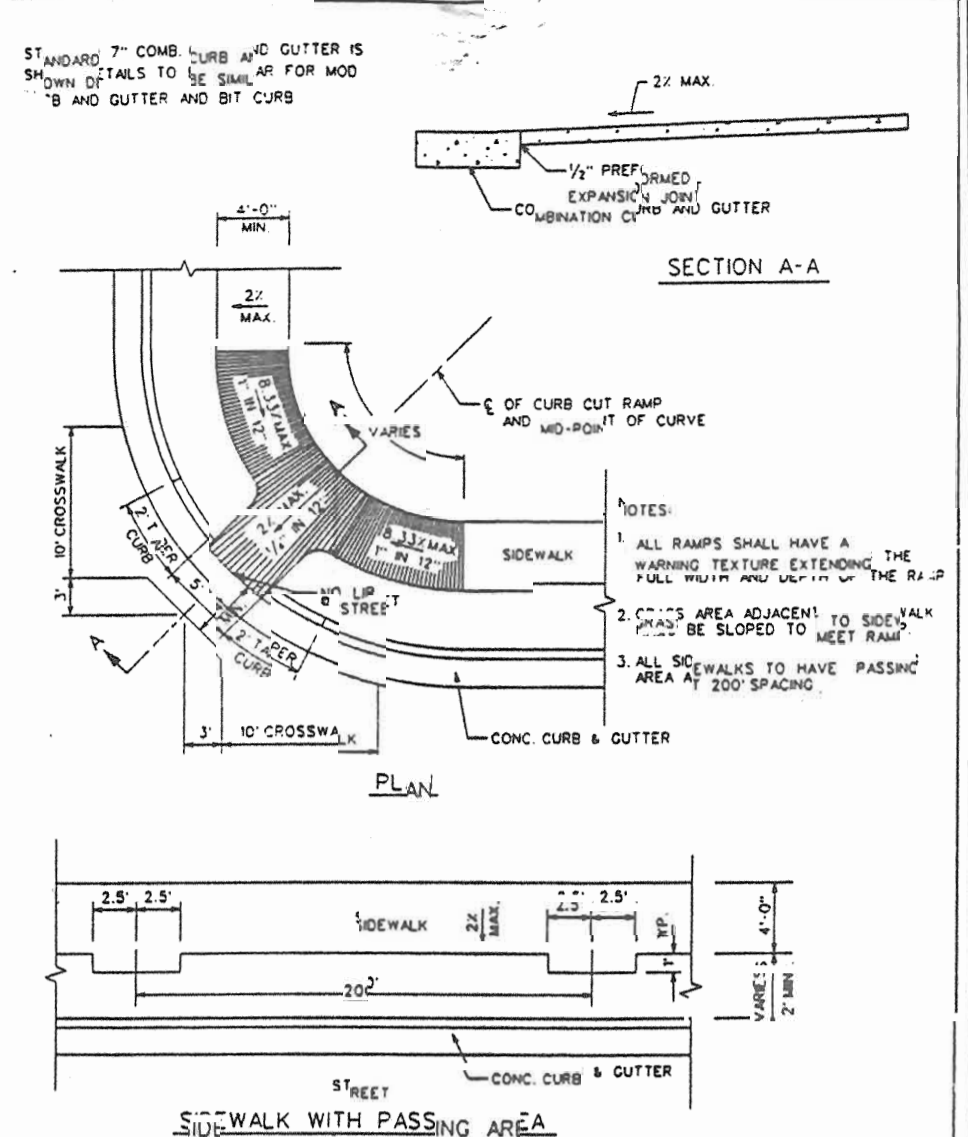 STANDARD 7" COMB. CURB AND GUTTER IS
SHOWN DETAILS TO BE SIMILAR FOR MOD
B AND GUTTER AND BIT CURB
2% MAX.
1/2" PREFORMED
EXPANSION JOINT
COMBINATION CURB AND GUTTER
SECTION A-A
4'-0"
MIN.
2%
MAX.
8.33% MAX
1" IN 12"
A
VARIES
℄ OF CURB CUT RAMP
AND MID-POINT OF CURVE
10' CROSSWALK
2' TAPER
CURB
2% MAX.
1/4" IN 12"
8.33% MAX
1" IN 12"
SIDEWALK
3'
5'
NO LIP
STREET
2' TAPER
CURB
A
3'
10' CROSSWALK
CONC. CURB & GUTTER
PLAN
NOTES:
1. ALL RAMPS SHALL HAVE A
WARNING TEXTURE EXTENDING THE
FULL WIDTH AND DEPTH OF THE RAMP
2. GRASS AREA ADJACENT TO SIDEWALK
BE SLOPED TO MEET RAMP
3. ALL SIDEWALKS TO HAVE PASSING
AREA AT 200' SPACING
2.5' 2.5'
SIDEWALK
2%
MAX.
2.5' 2.5'
TYP.
1'
4'-0"
VARIES
2' MIN.
200'
CONC. CURB & GUTTER
STREET
SIDEWALK WITH PASSING AREA